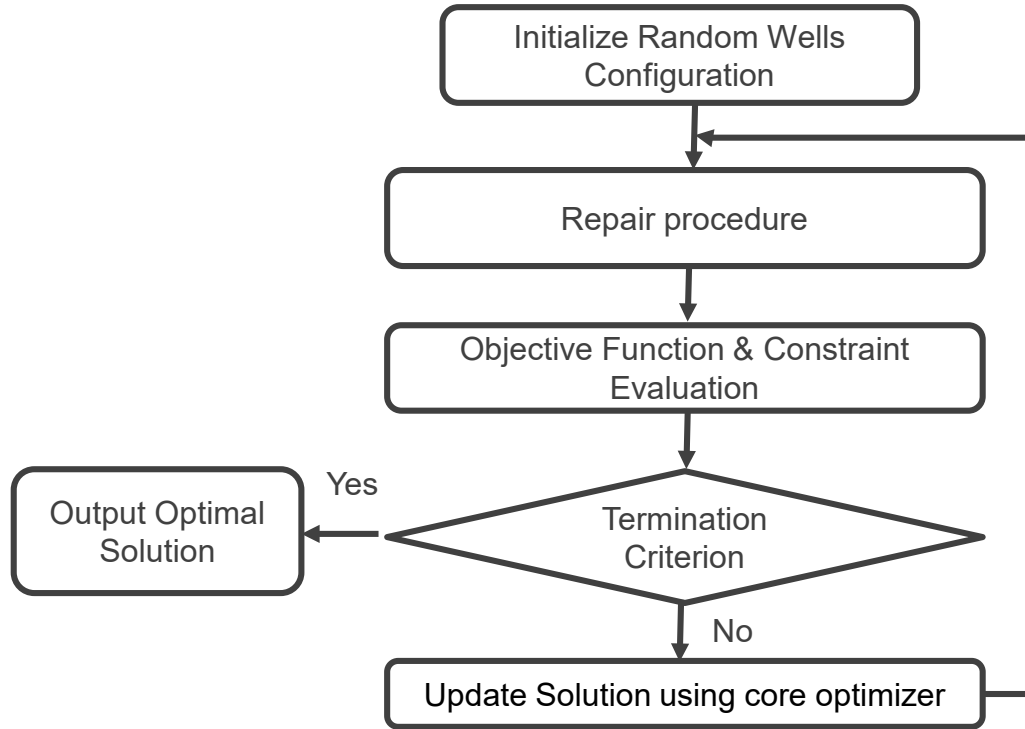 Initialize Random Wells
Configuration
Repair procedure
Objective Function & Constraint
Evaluation
Yes
Output Optimal
Solution
Termination
Criterion
No
Update Solution using core optimizer